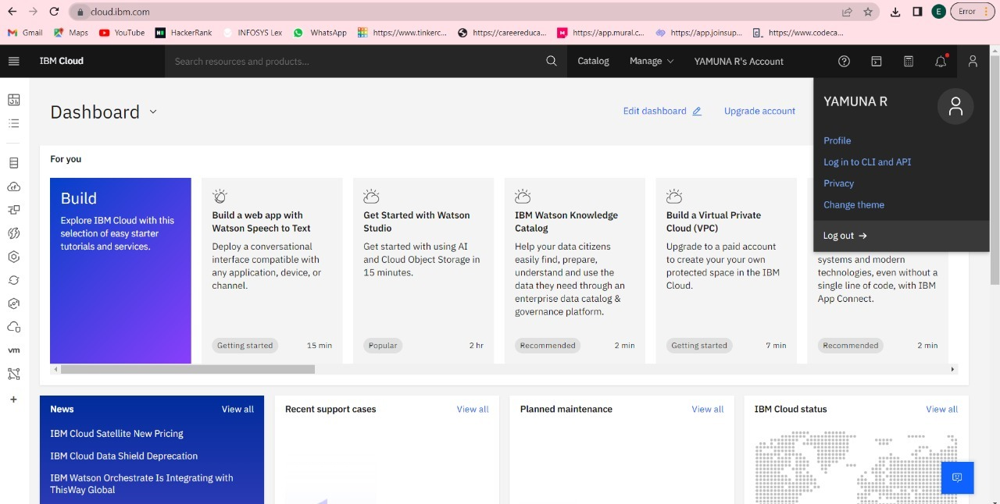 cloud.ibm.com
E
Error
Gmail
Maps
YouTube
HackerRank
INFOSYS Lex
WhatsApp
https://www.tinkerc...
https://careereduca...
https://app.mural.c...
https://app.joinsup...
https://www.codeca...
IBM Cloud
Search resources and products...
Catalog
Manage
YAMUNA R's Account
YAMUNA R
Profile
Log in to CLI and API
Privacy
Change theme
Log out →
Dashboard
Edit dashboard
Upgrade account
For you
Build
Explore IBM Cloud with this
selection of easy starter
tutorials and services.
Build a web app with
Watson Speech to Text
Deploy a conversational
interface compatible with
any application, device, or
channel.
Getting started
15 min
Get Started with Watson
Studio
Get started with using AI
and Cloud Object Storage in
15 minutes.
Popular
2 hr
IBM Watson Knowledge
Catalog
Help your data citizens
easily find, prepare,
understand and use the
data they need through an
enterprise data catalog &
governance platform.
Recommended
2 min
Build a Virtual Private
Cloud (VPC)
Upgrade to a paid account
to create your your own
protected space in the IBM
Cloud.
Getting started
7 min
systems and modern
technologies, even without a
single line of code, with IBM
App Connect.
Recommended
2 min
vm
News
View all
IBM Cloud Satellite New Pricing
IBM Cloud Data Shield Deprecation
IBM Watson Orchestrate Is Integrating with
ThisWay Global
Recent support cases
View all
Planned maintenance
View all
IBM Cloud status
View all